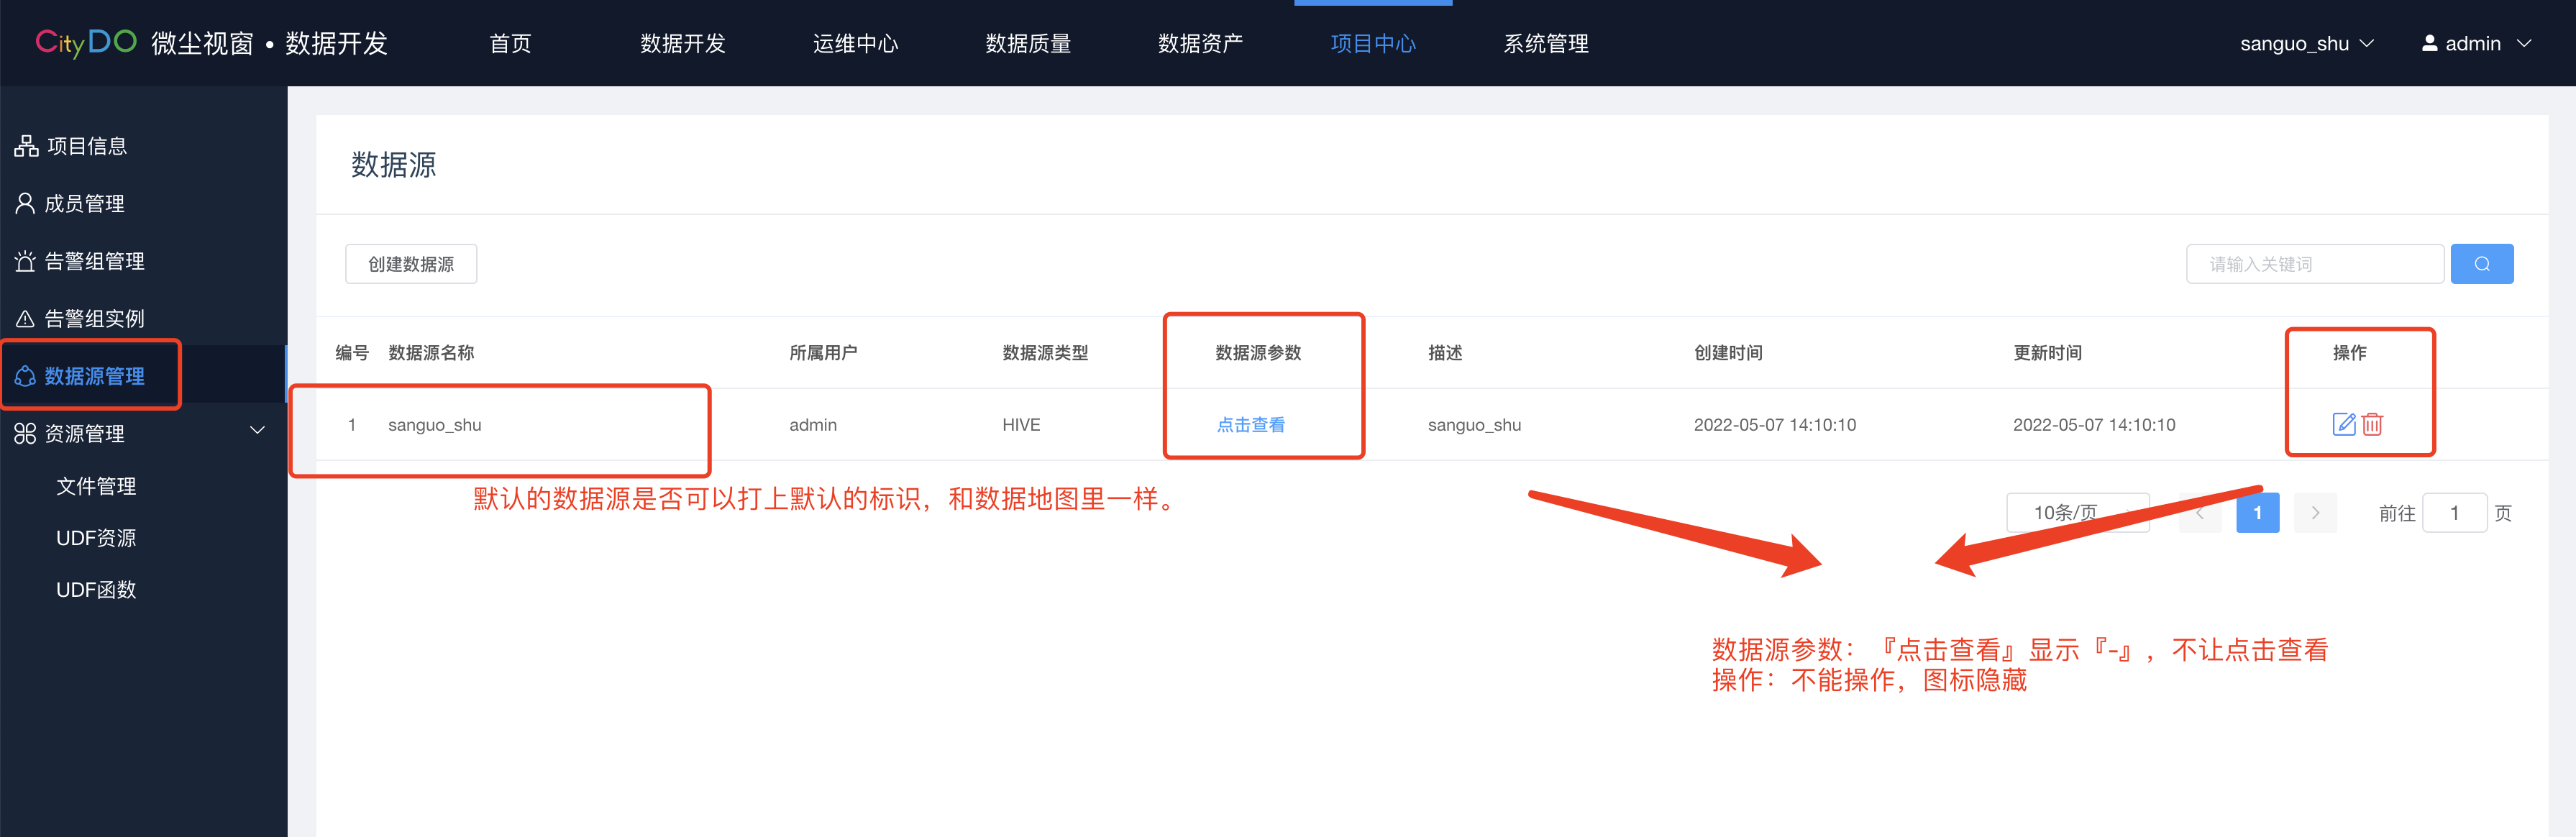 CityDO 微尘视窗 • 数据开发
首页
数据开发
运维中心
数据质量
数据资产
项目中心
系统管理
sanguo_shu
admin
项目信息
成员管理
告警组管理
告警组实例
数据源管理
资源管理
文件管理
UDF资源
UDF函数
数据源
创建数据源
请输入关键词
编号 数据源名称 所属用户 数据源类型 数据源参数 描述 创建时间 更新时间 操作
1 sanguo_shu admin HIVE 点击查看 sanguo_shu 2022-05-07 14:10:10 2022-05-07 14:10:10
默认的数据源是否可以打上默认的标识，和数据地图里一样。
10条/页 1 前往 1 页
数据源参数：『点击查看』显示『-』，不让点击查看
操作：不能操作，图标隐藏